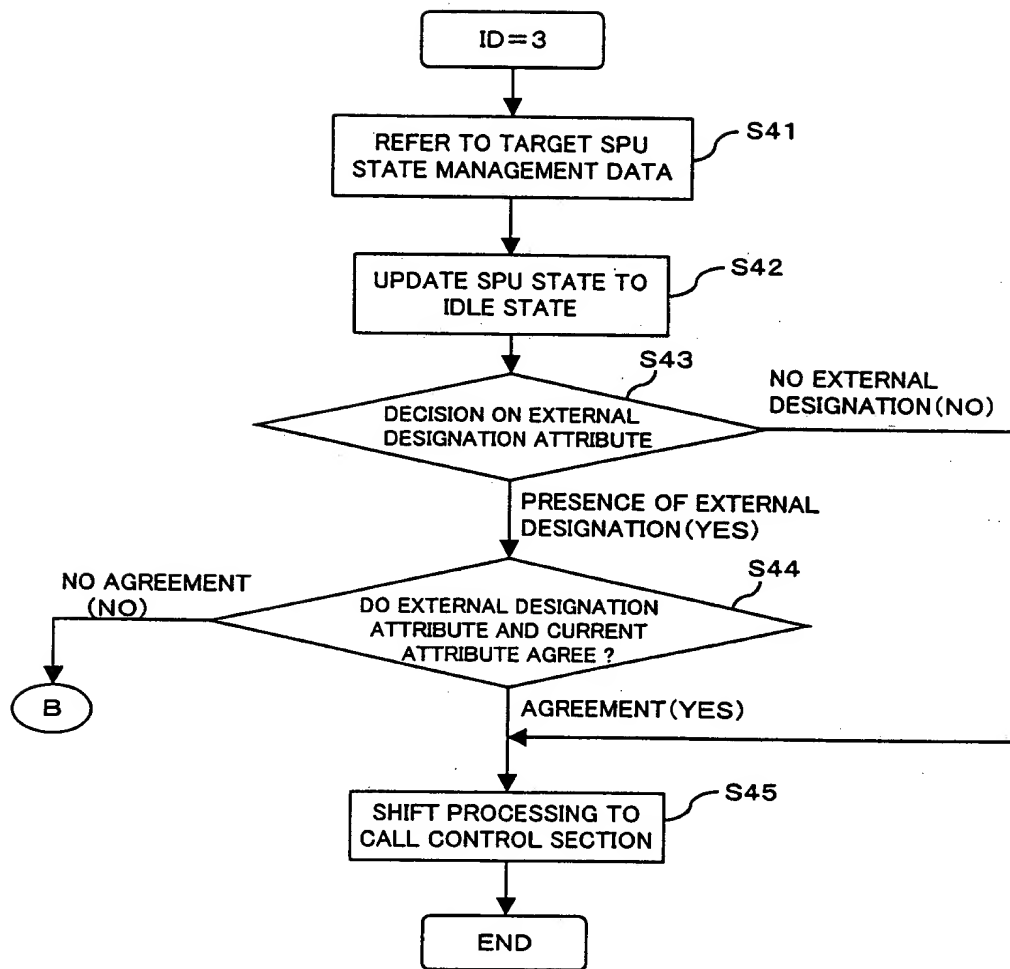 ID=3
REFER TO TARGET SPU
STATE MANAGEMENT DATA
S41
UPDATE SPU STATE TO
IDLE STATE
S42
S43
DECISION ON EXTERNAL
DESIGNATION ATTRIBUTE
NO EXTERNAL
DESIGNATION(NO)
PRESENCE OF EXTERNAL
DESIGNATION(YES)
S44
DO EXTERNAL DESIGNATION
ATTRIBUTE AND CURRENT
ATTRIBUTE AGREE ?
NO AGREEMENT
(NO)
B
AGREEMENT(YES)
S45
SHIFT PROCESSING TO
CALL CONTROL SECTION
END